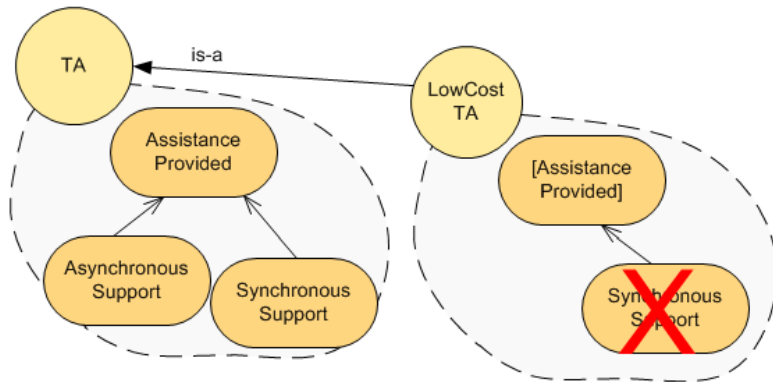 TA
is-a
LowCost
TA
Assistance
Provided
[Assistance
Provided]
Asynchronous
Support
Synchronous
Support
Synchronous
Support